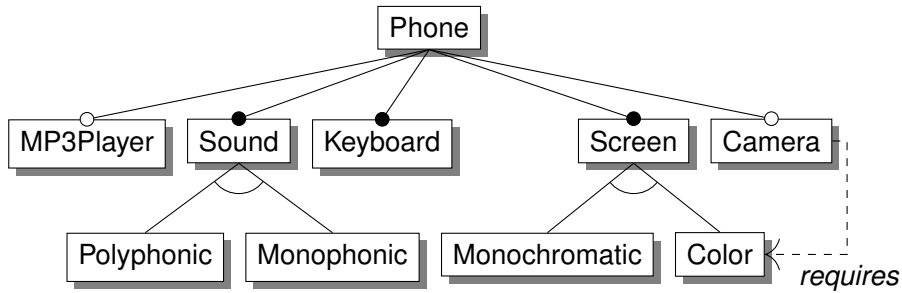 Phone
MP3Player Sound Keyboard Screen Camera
Polyphonic Monophonic Monochromatic Color
requires